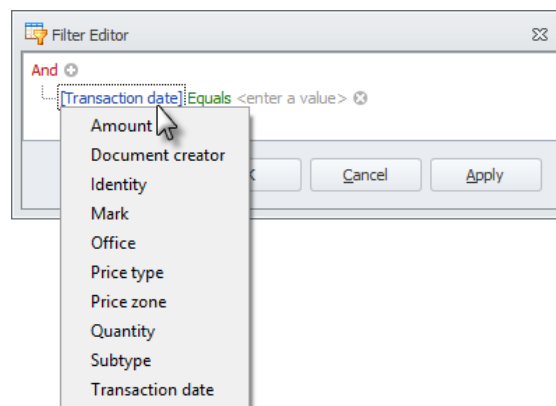 Filter Editor
And
[Transaction date] Equals <enter a value>
Amount
Document creator
Identity
Cancel
Apply
Mark
Office
Price type
Price zone
Quantity
Subtype
Transaction date